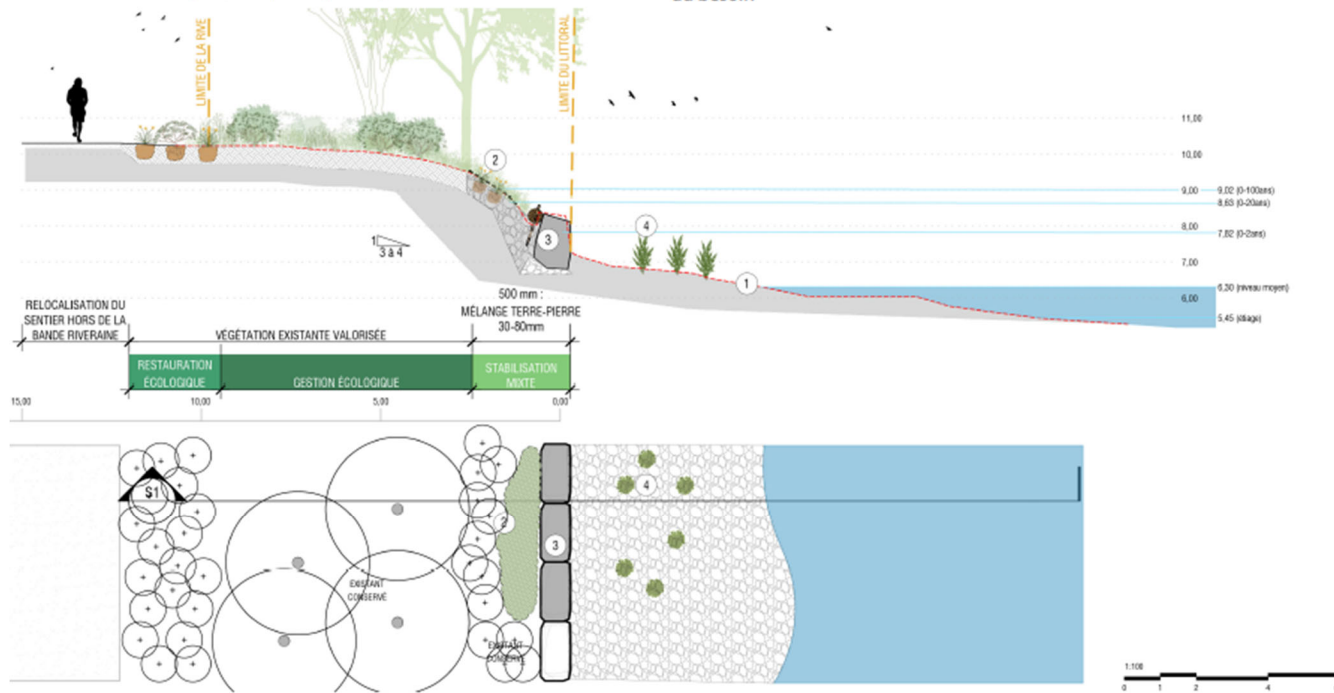 LIMITE DE LA RIVE
LIMITE DU LITTORAL
11,00
10,00
2
9,00
9,02 (0-100ans)
8,63 (0-20ans)
8,00
4
3
7,82 (0-2ans)
1
3 à 4
7,00
1
6,30 (niveau moyen)
6,00
5,45 (étiage)
500 mm :
MÉLANGE TERRE-PIERRE
30-80mm
RELOCALISATION DU
SENTIER HORS DE LA
BANDE RIVERAINE
VÉGÉTATION EXISTANTE VALORISÉE
RESTAURATION
ÉCOLOGIQUE
GESTION ÉCOLOGIQUE
STABILISATION
MIXTE
15,00
10,00
5,00
0,00
S1
4
2
3
EXISTANT
CONSERVÉ
EXISTANT
CONSERVÉ
1:100
0 1 2 4